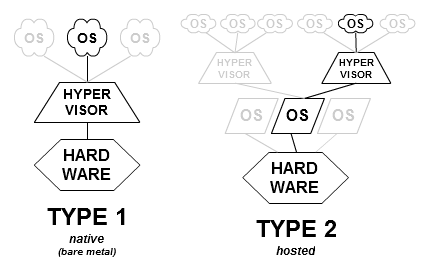 OS OS OS
HYPER
VISOR
HARD
WARE
TYPE 1
native
(bare metal)
OS OS OS OS OS OS
HYPER HYPER
VISOR VISOR
OS OS OS
HARD
WARE
TYPE 2
hosted